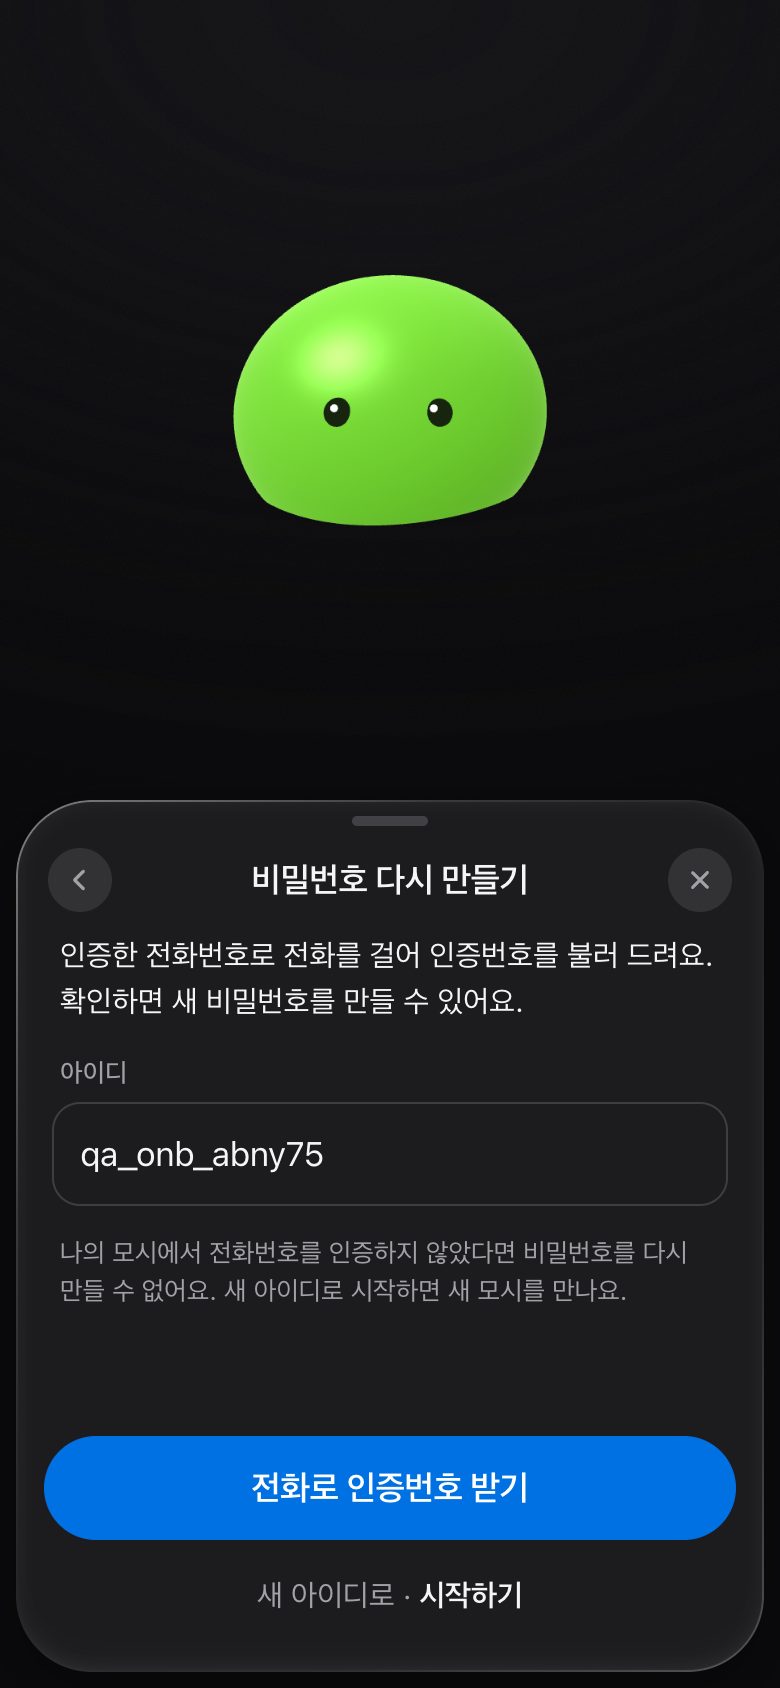 비밀번호 다시 만들기
인증한 전화번호로 전화를 걸어 인증번호를 불러 드려요.
확인하면 새 비밀번호를 만들 수 있어요.
아이디
qa_onb_abny75
나의 모시에서 전화번호를 인증하지 않았다면 비밀번호를 다시
만들 수 없어요. 새 아이디로 시작하면 새 모시를 만나요.
전화로 인증번호 받기
새 아이디로 · 시작하기